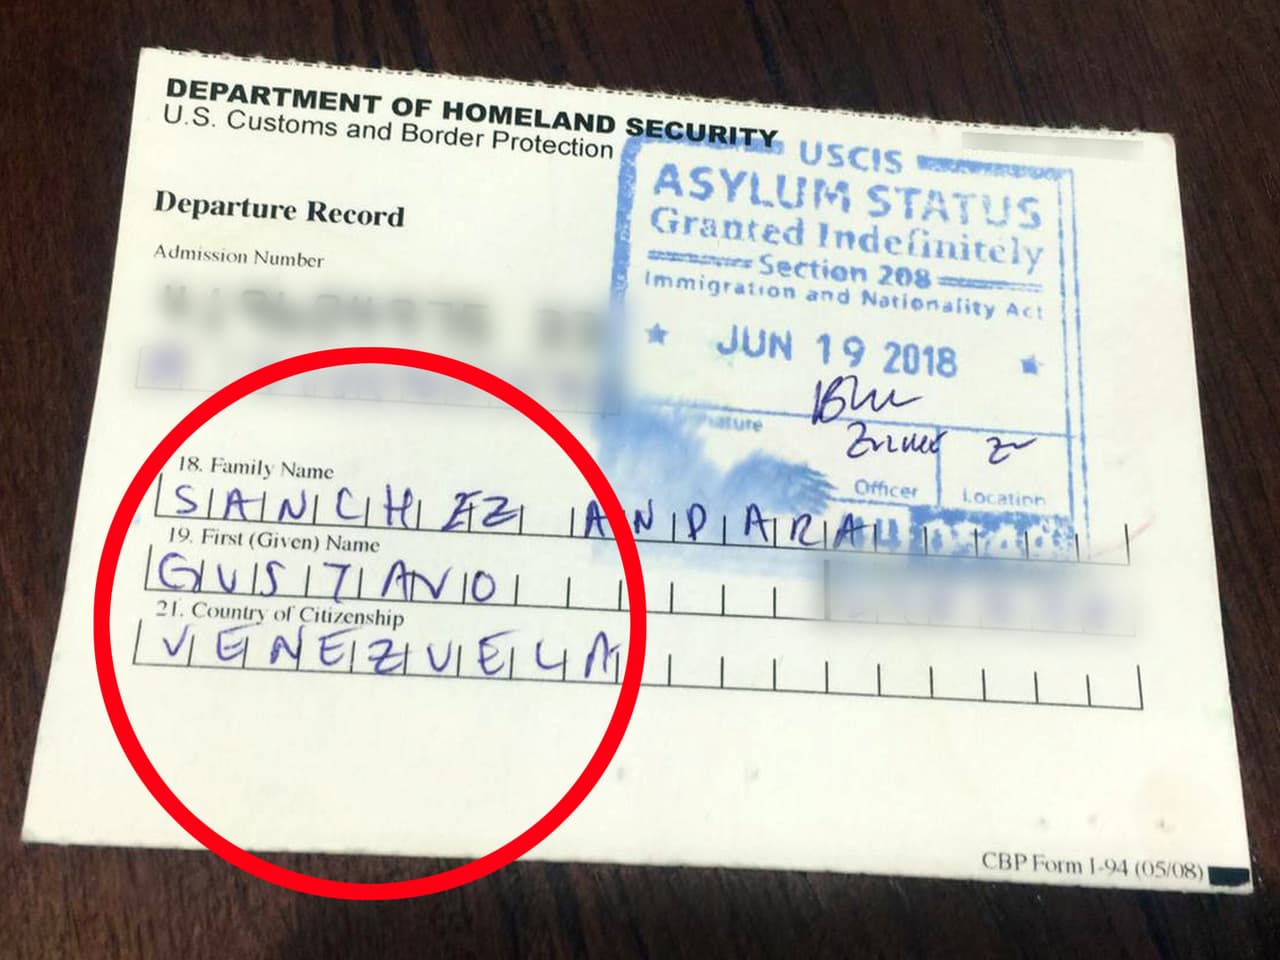 DEPARTMENT OF HOMELAND SECURITY
U.S. Customs and Border Protection
USCIS
ASYLUM STATUS
Granted Indefinitely
Section 208
Immigration and Nationality Act
JUN 19 2018
Officer
Location
Departure Record
Admission Number
18. Family Name
SANCHEZ ANDARA
19. First (Given) Name
GUSTAVO
21. Country of Citizenship
VENEZUELA
CBP Form I-94 (05/08)